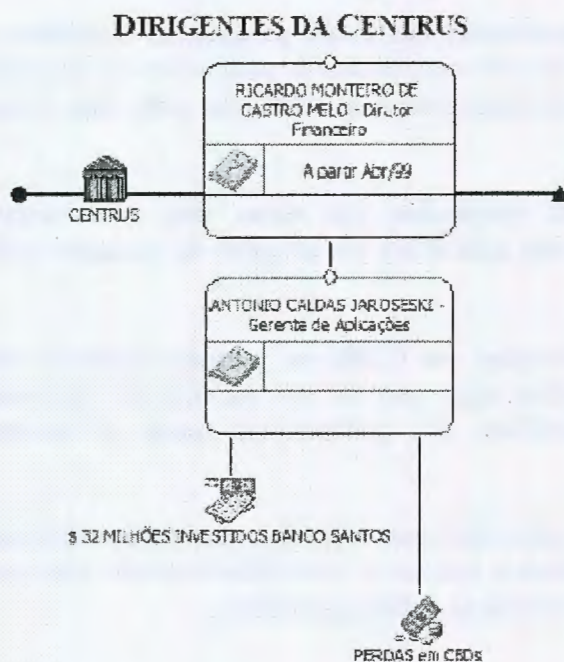 DIRIGENTES DA CENTRUS
RICARDO MONTEIRO DE
CASTRO MELO - Diretor
Financeiro
A partir Abr/99
CENTRUS
ANTONIO CALDAS JAROSESKI -
Gerente de Aplicações
$ 32 MILHÕES INVESTIDOS BANCO SANTOS
PERDAS em CBDs